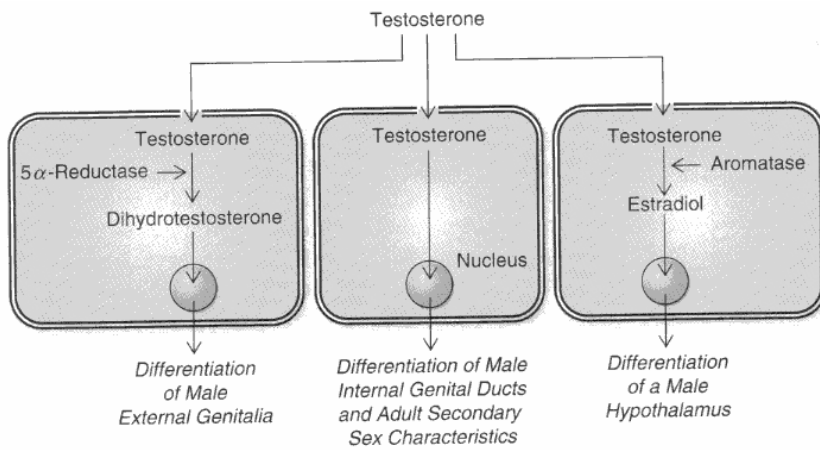 Testosterone
Testosterone
5α-Reductase
Dihydrotestosterone
Differentiation
of Male
External Genitalia
Testosterone
Nucleus
Differentiation of Male
Internal Genital Ducts
and Adult Secondary
Sex Characteristics
Testosterone
Aromatase
Estradiol
Differentiation
of a Male
Hypothalamus